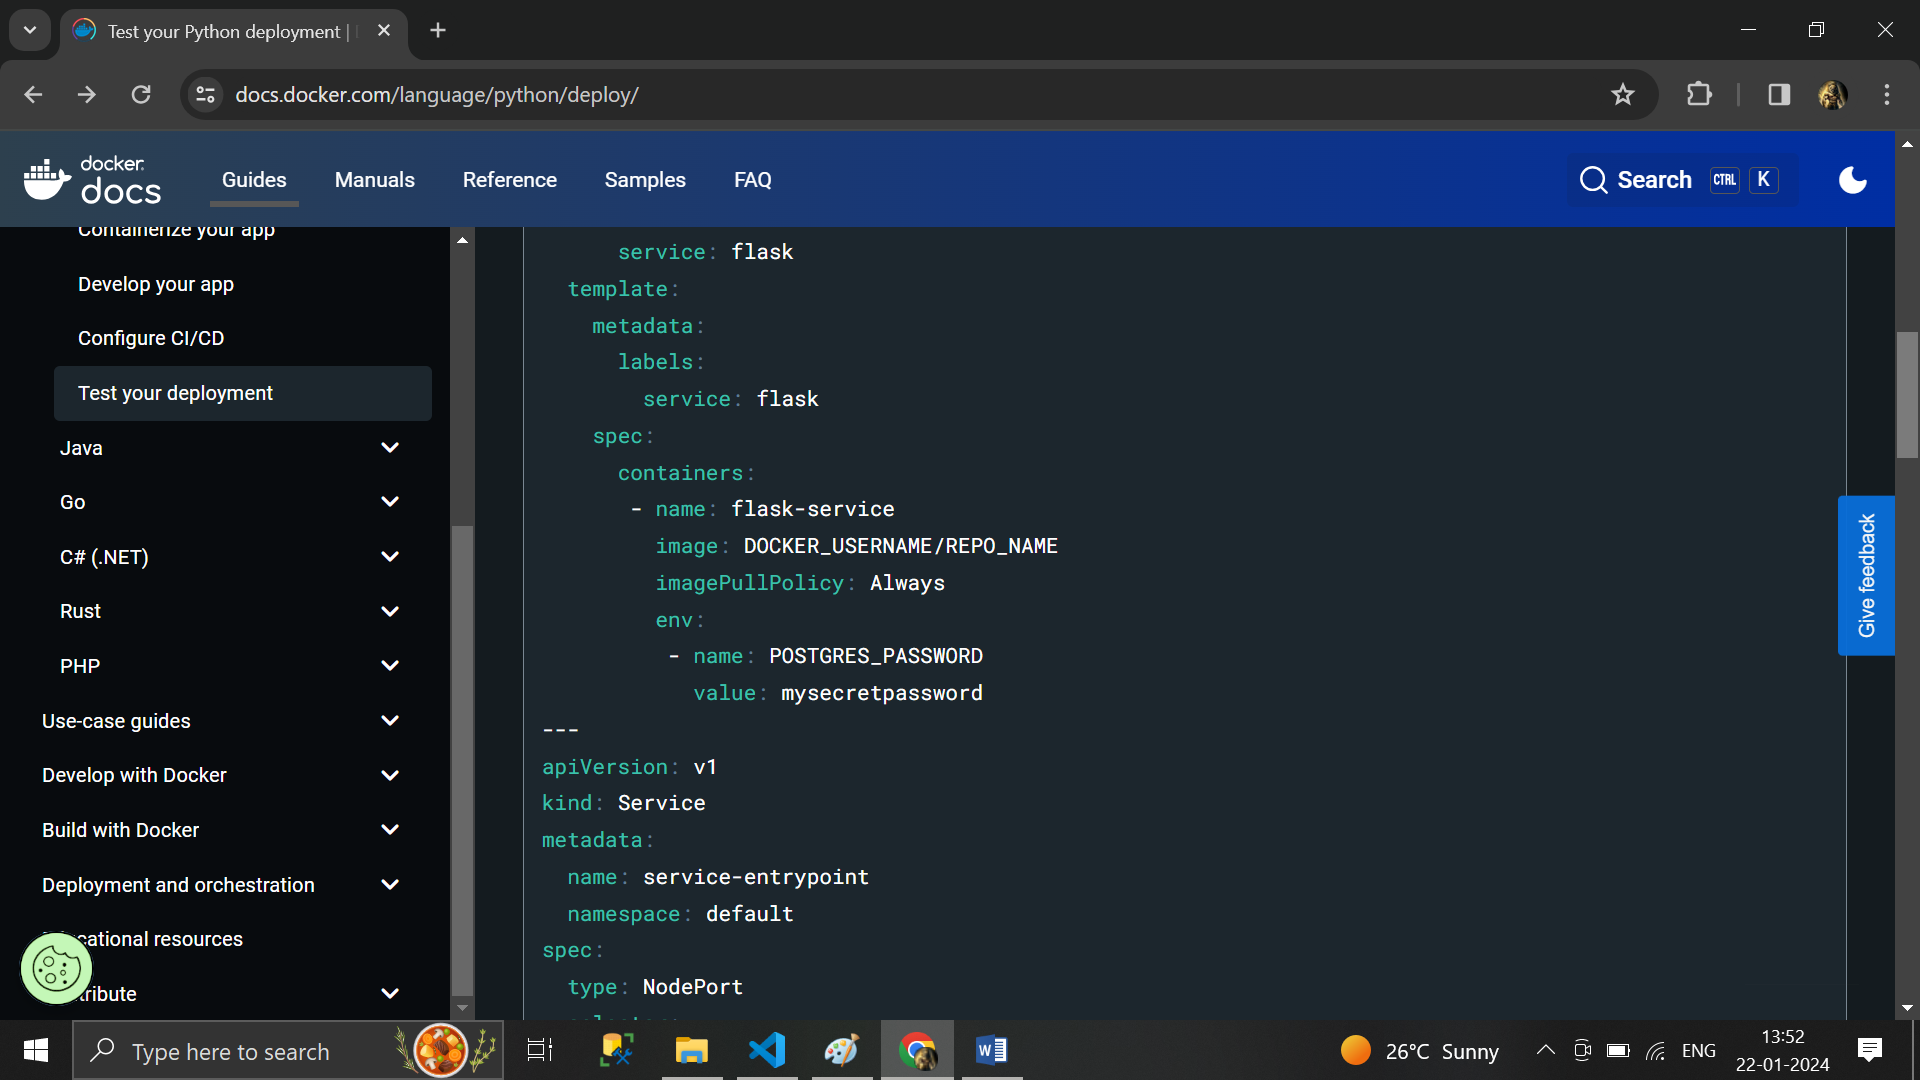 Test your Python deployment |
docs.docker.com/language/python/deploy/
docker
docs
Guides
Manuals
Reference
Samples
FAQ
Search
CTRL
K
Containerize your app
Develop your app
Configure CI/CD
Test your deployment
Java
Go
C# (.NET)
Rust
PHP
Use-case guides
Develop with Docker
Build with Docker
Deployment and orchestration
cational resources
tribute
service: flask
template:
metadata:
labels:
service: flask
spec:
containers:
- name: flask-service
image: DOCKER_USERNAME/REPO_NAME
imagePullPolicy: Always
env:
- name: POSTGRES_PASSWORD
value: mysecretpassword
---
apiVersion: v1
kind: Service
metadata:
name: service-entrypoint
namespace: default
spec:
type: NodePort
Give feedback
Type here to search
26°C Sunny
ENG
13:52
22-01-2024